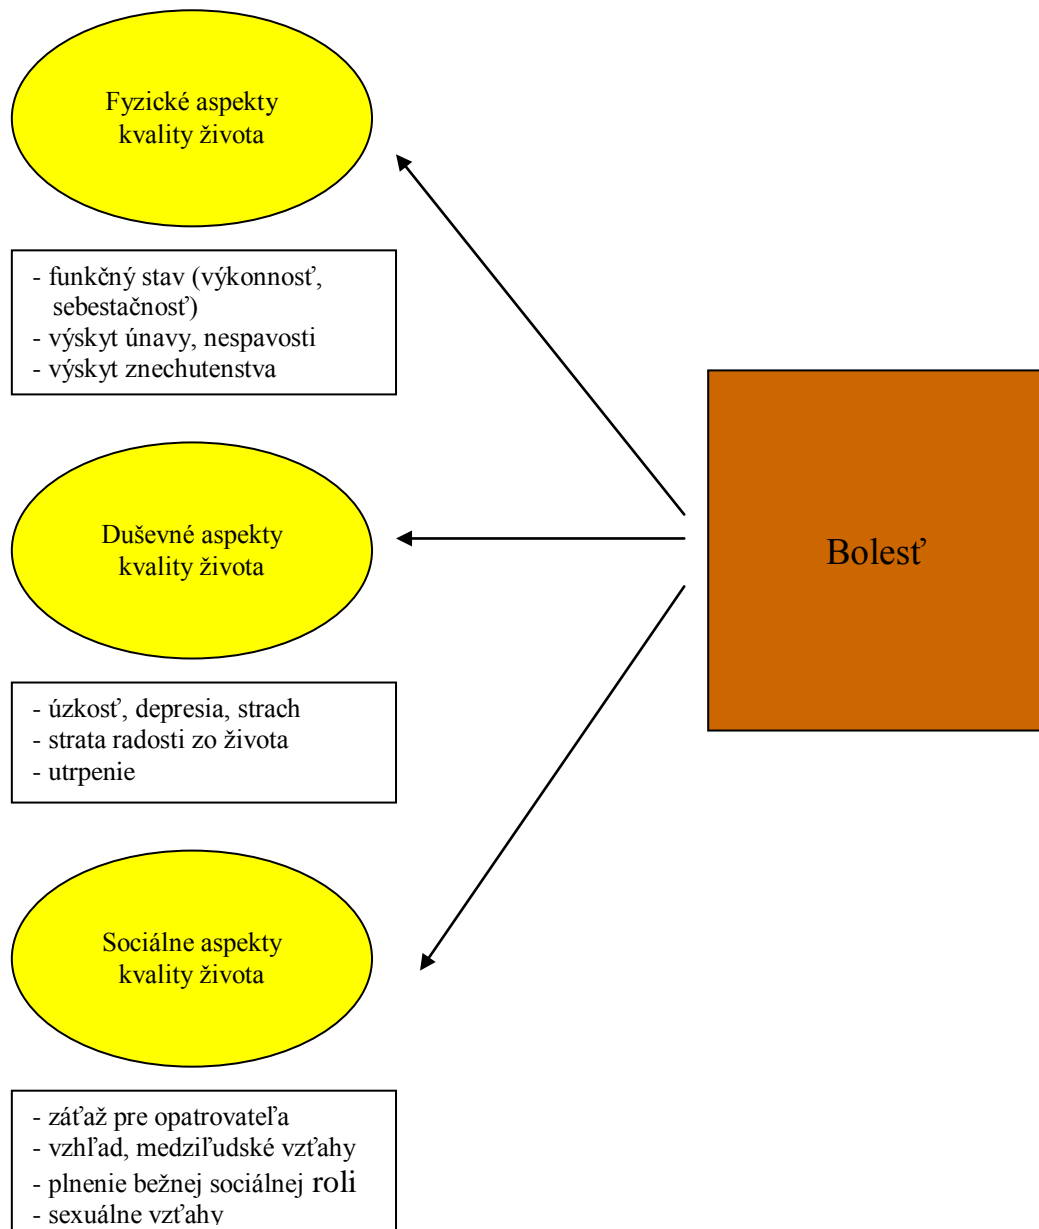 Fyzické aspekty
kvality života
- funkčný stav (výkonnosť,
sebestačnosť)
- výskyt únavy, nespavosti
- výskyt znechutenstva
Duševné aspekty
kvality života
Bolesť
- úzkosť, depresia, strach
- strata radosti zo života
- utrpenie
Sociálne aspekty
kvality života
- záťaž pre opatrovateľa
- vzhľad, medziľudské vzťahy
- plnenie bežnej sociálnej roli
- sexuálne vzťahy